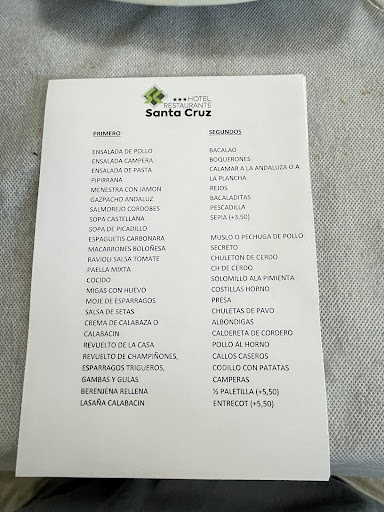 ★★★HOTEL
RESTAURANTE
Santa Cruz
PRIMERO
ENSALADA DE POLLO
ENSALADA CAMPERA
ENSALADA DE PASTA
PIPIRRANA
MENESTRA CON JAMON
GAZPACHO ANDALUZ
SALMOREJO CORDOBES
SOPA CASTELLANA
SOPA DE PICADILLO
ESPAGUETIS CARBONARA
MACARRONES BOLOÑESA
RAVIOLI SALSA TOMATE
PAELLA MIXTA
COCIDO
MIGAS CON HUEVO
MOJE DE ESPARRAGOS
SALSA DE SETAS
CREMA DE CALABAZA O
CALABACIN
REVUELTO DE LA CASA
REVUELTO DE CHAMPIÑONES,
ESPARRAGOS TRIGUEROS,
GAMBAS Y GULAS
BERENJENA RELLENA
LASAÑA CALABACIN
SEGUNDOS
BACALAO
BOQUERONES
CALAMAR A LA ANDALUZA O A
LA PLANCHA
REJOS
BACALADITAS
PESCADILLA
SEPIA (+3,50)
MUSLO O PECHUGA DE POLLO
SECRETO
CHULETON DE CERDO
CH DE CERDO
SOLOMILLO ALA PIMIENTA
COSTILLAS HORNO
PRESA
CHULETAS DE PAVO
ALBONDIGAS
CALDERETA DE CORDERO
POLLO AL HORNO
CALLOS CASEROS
CODILLO CON PATATAS
CAMPERAS
½ PALETILLA (+5,50)
ENTRECOT (+5,50)